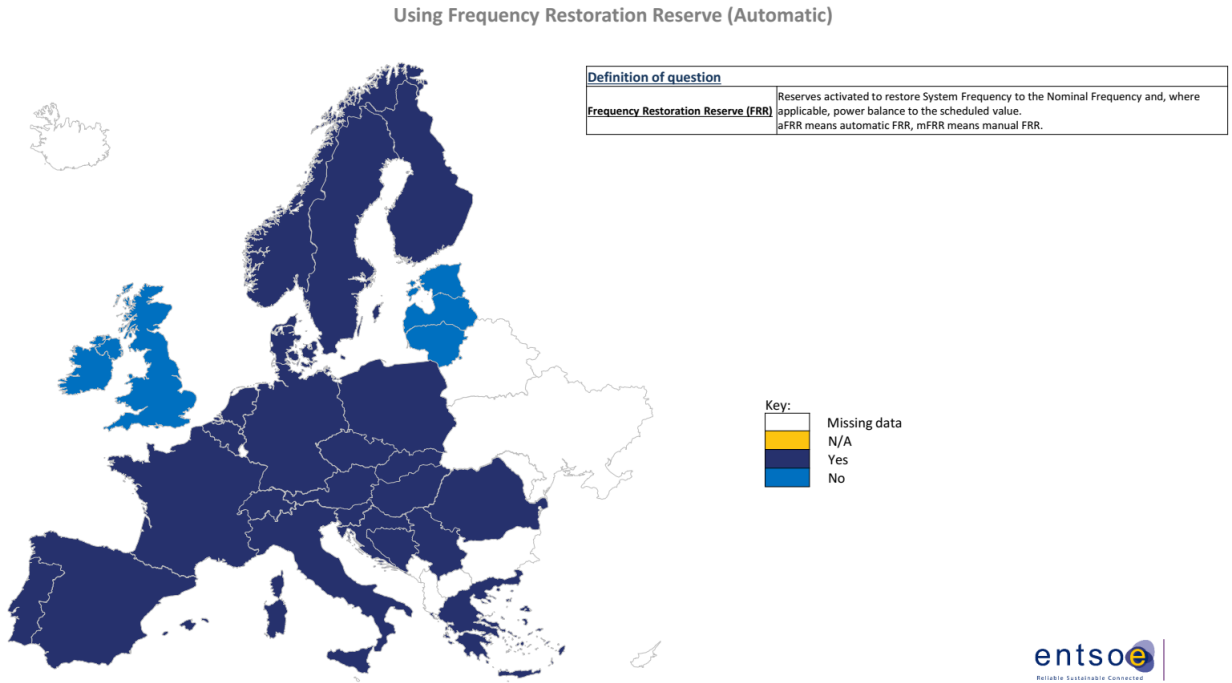 Using Frequency Restoration Reserve (Automatic)
Definition of question
Frequency Restoration Reserve (FRR)
Reserves activated to restore System Frequency to the Nominal Frequency and, where
applicable, power balance to the scheduled value.
aFRR means automatic FRR, mFRR means manual FRR.
Key:
Missing data
N/A
Yes
No
entsoe
Reliable Sustainable Connected